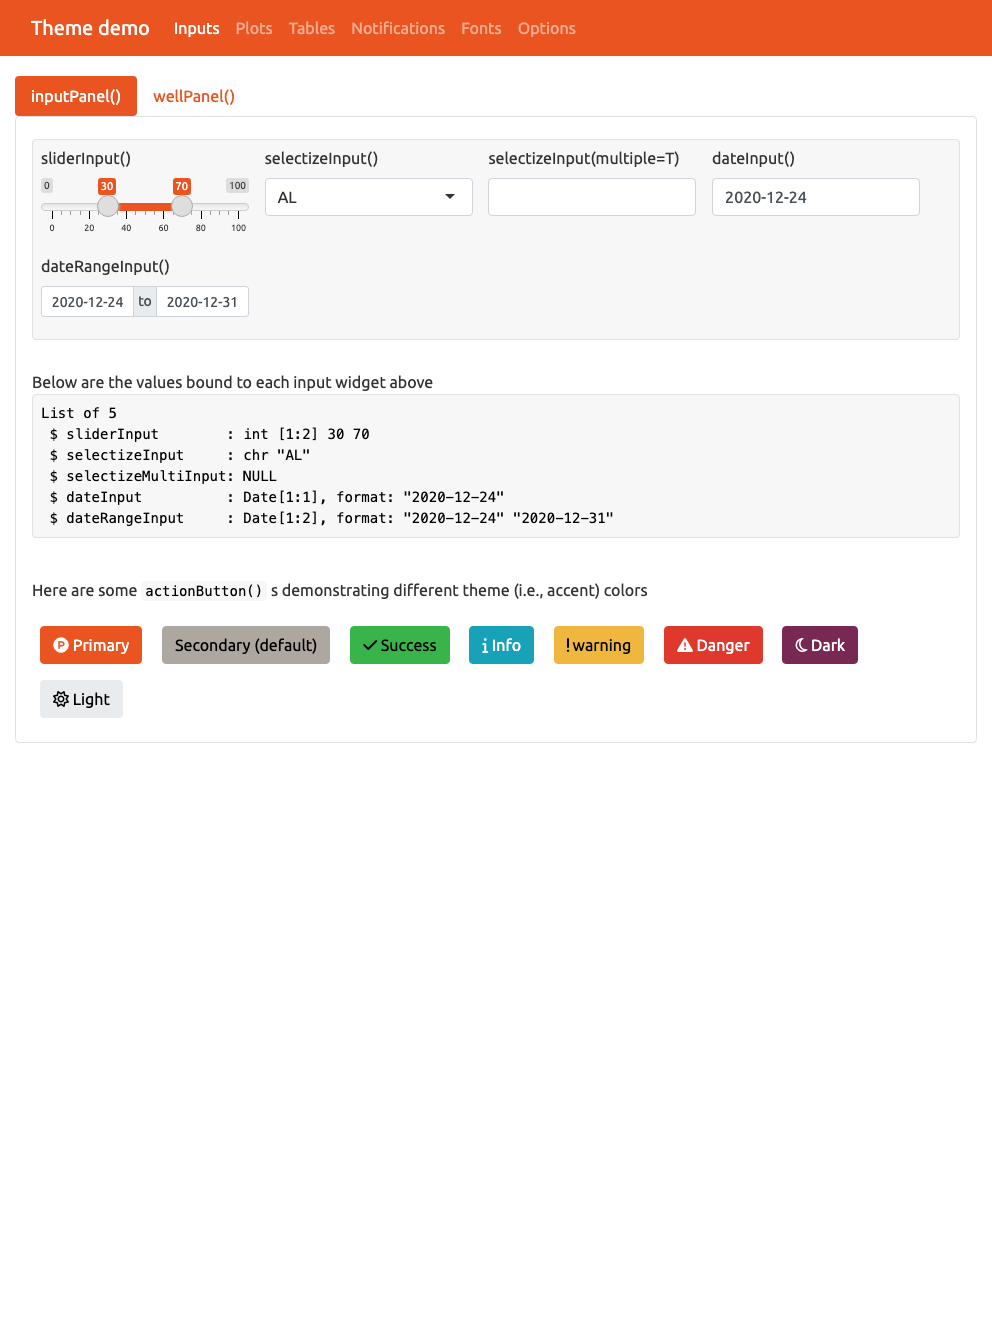 Theme demo Inputs Plots Tables Notifications Fonts Options
inputPanel() wellPanel()
sliderInput() selectizeInput() selectizeInput(multiple=T) dateInput()
0 30 70 100
AL 2020-12-24
0 20 40 60 80 100
dateRangeInput()
2020-12-24 to 2020-12-31
Below are the values bound to each input widget above
List of 5
 $ sliderInput        : int [1:2] 30 70
 $ selectizeInput     : chr "AL"
 $ selectizeMultiInput: NULL
 $ dateInput          : Date[1:1], format: "2020-12-24"
 $ dateRangeInput     : Date[1:2], format: "2020-12-24" "2020-12-31"
Here are some actionButton() s demonstrating different theme (i.e., accent) colors
Primary Secondary (default) Success Info warning Danger Dark
Light